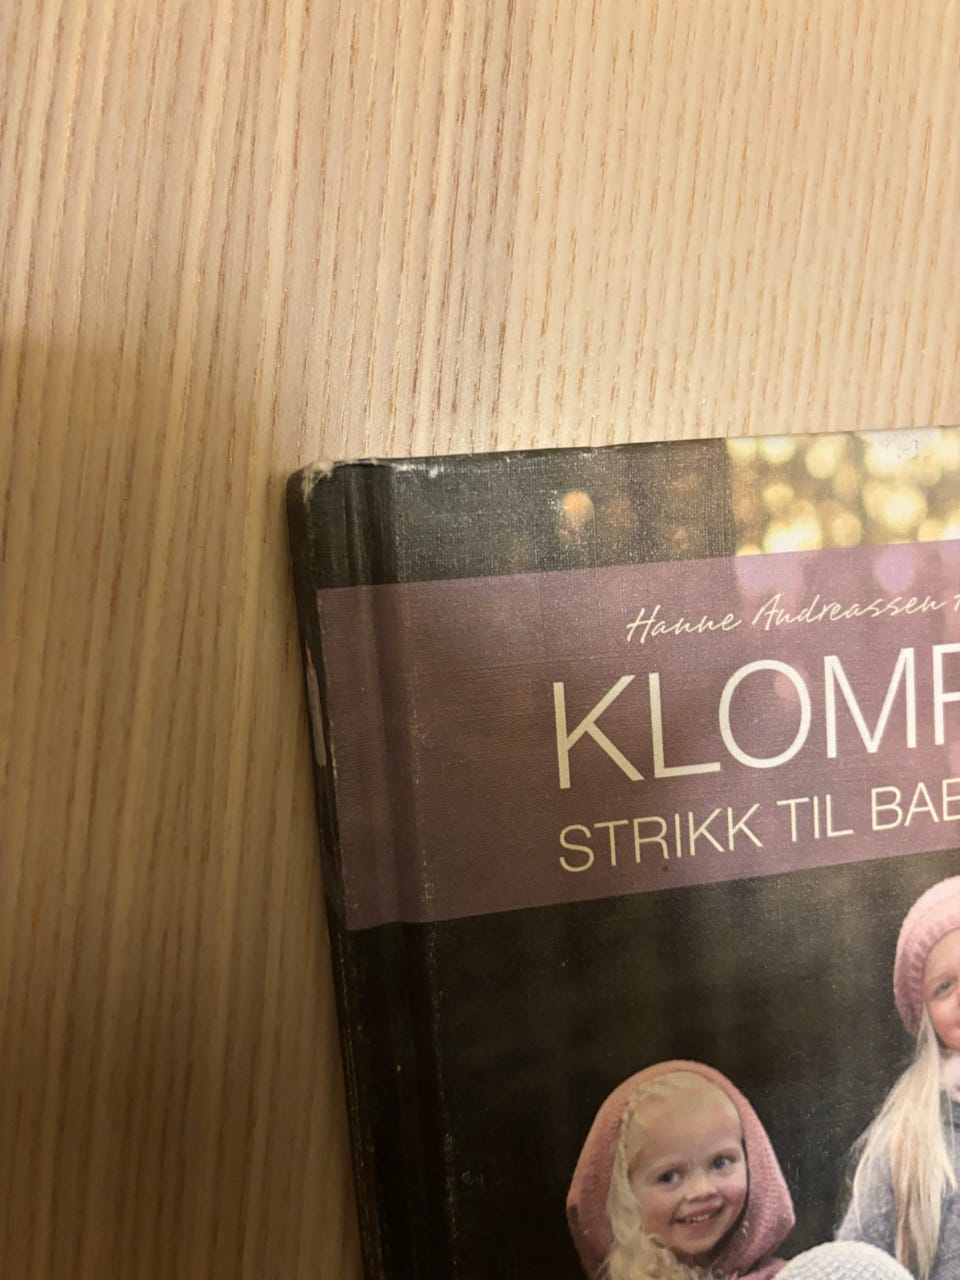 Hanne Andreassen
KLOMP
STRIKK TIL BAB